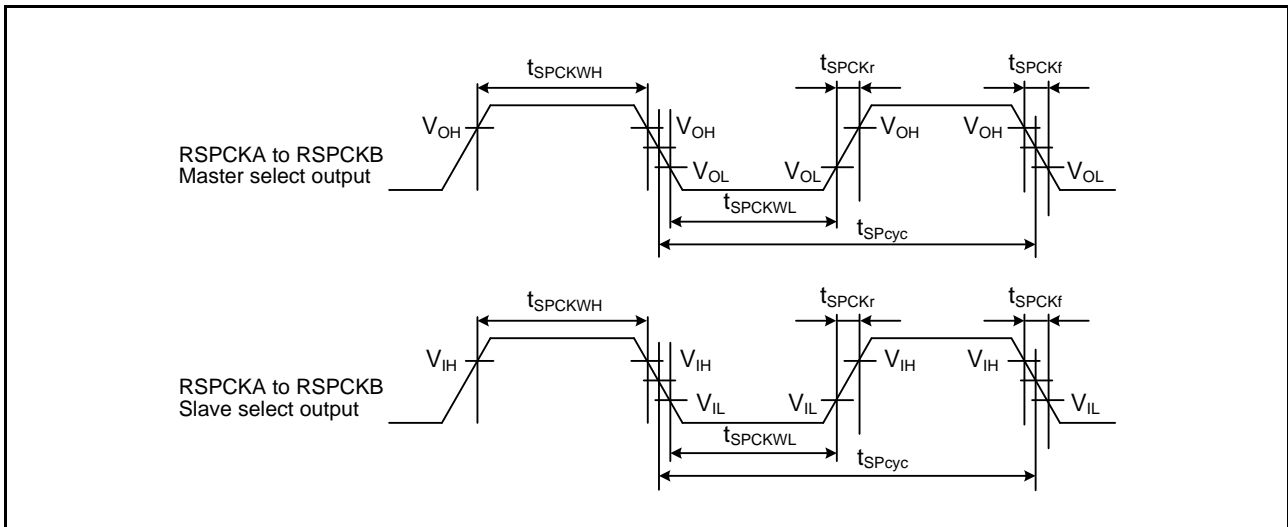 tSPCKWH
tSPCKr
tSPCKf
VOH
VOH
VOH
VOH
RSPCKA to RSPCKB
Master select output
VOL
VOL
VOL
tSPCKWL
tSPcyc
tSPCKWH
tSPCKr
tSPCKf
VIH
VIH
VIH
VIH
RSPCKA to RSPCKB
Slave select output
VIL
VIL
VIL
tSPCKWL
tSPcyc